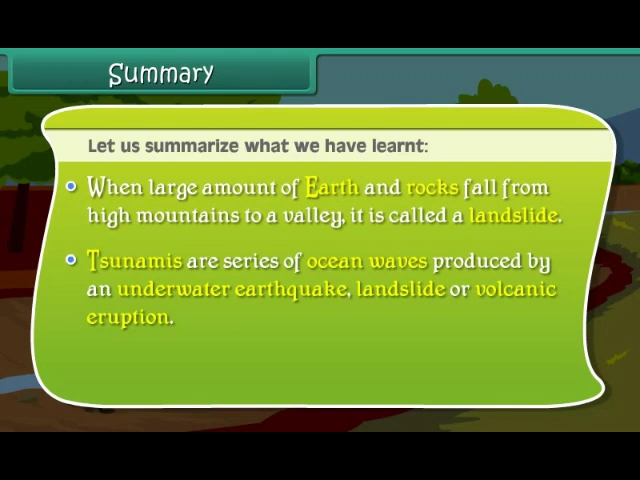 Summary
Let us summarize what we have learnt:
When large amount of Earth and rocks fall from
high mountains to a valley, it is called a landslide.
Tsunamis are series of ocean waves produced by
an underwater earthquake, landslide or volcanic
eruption.